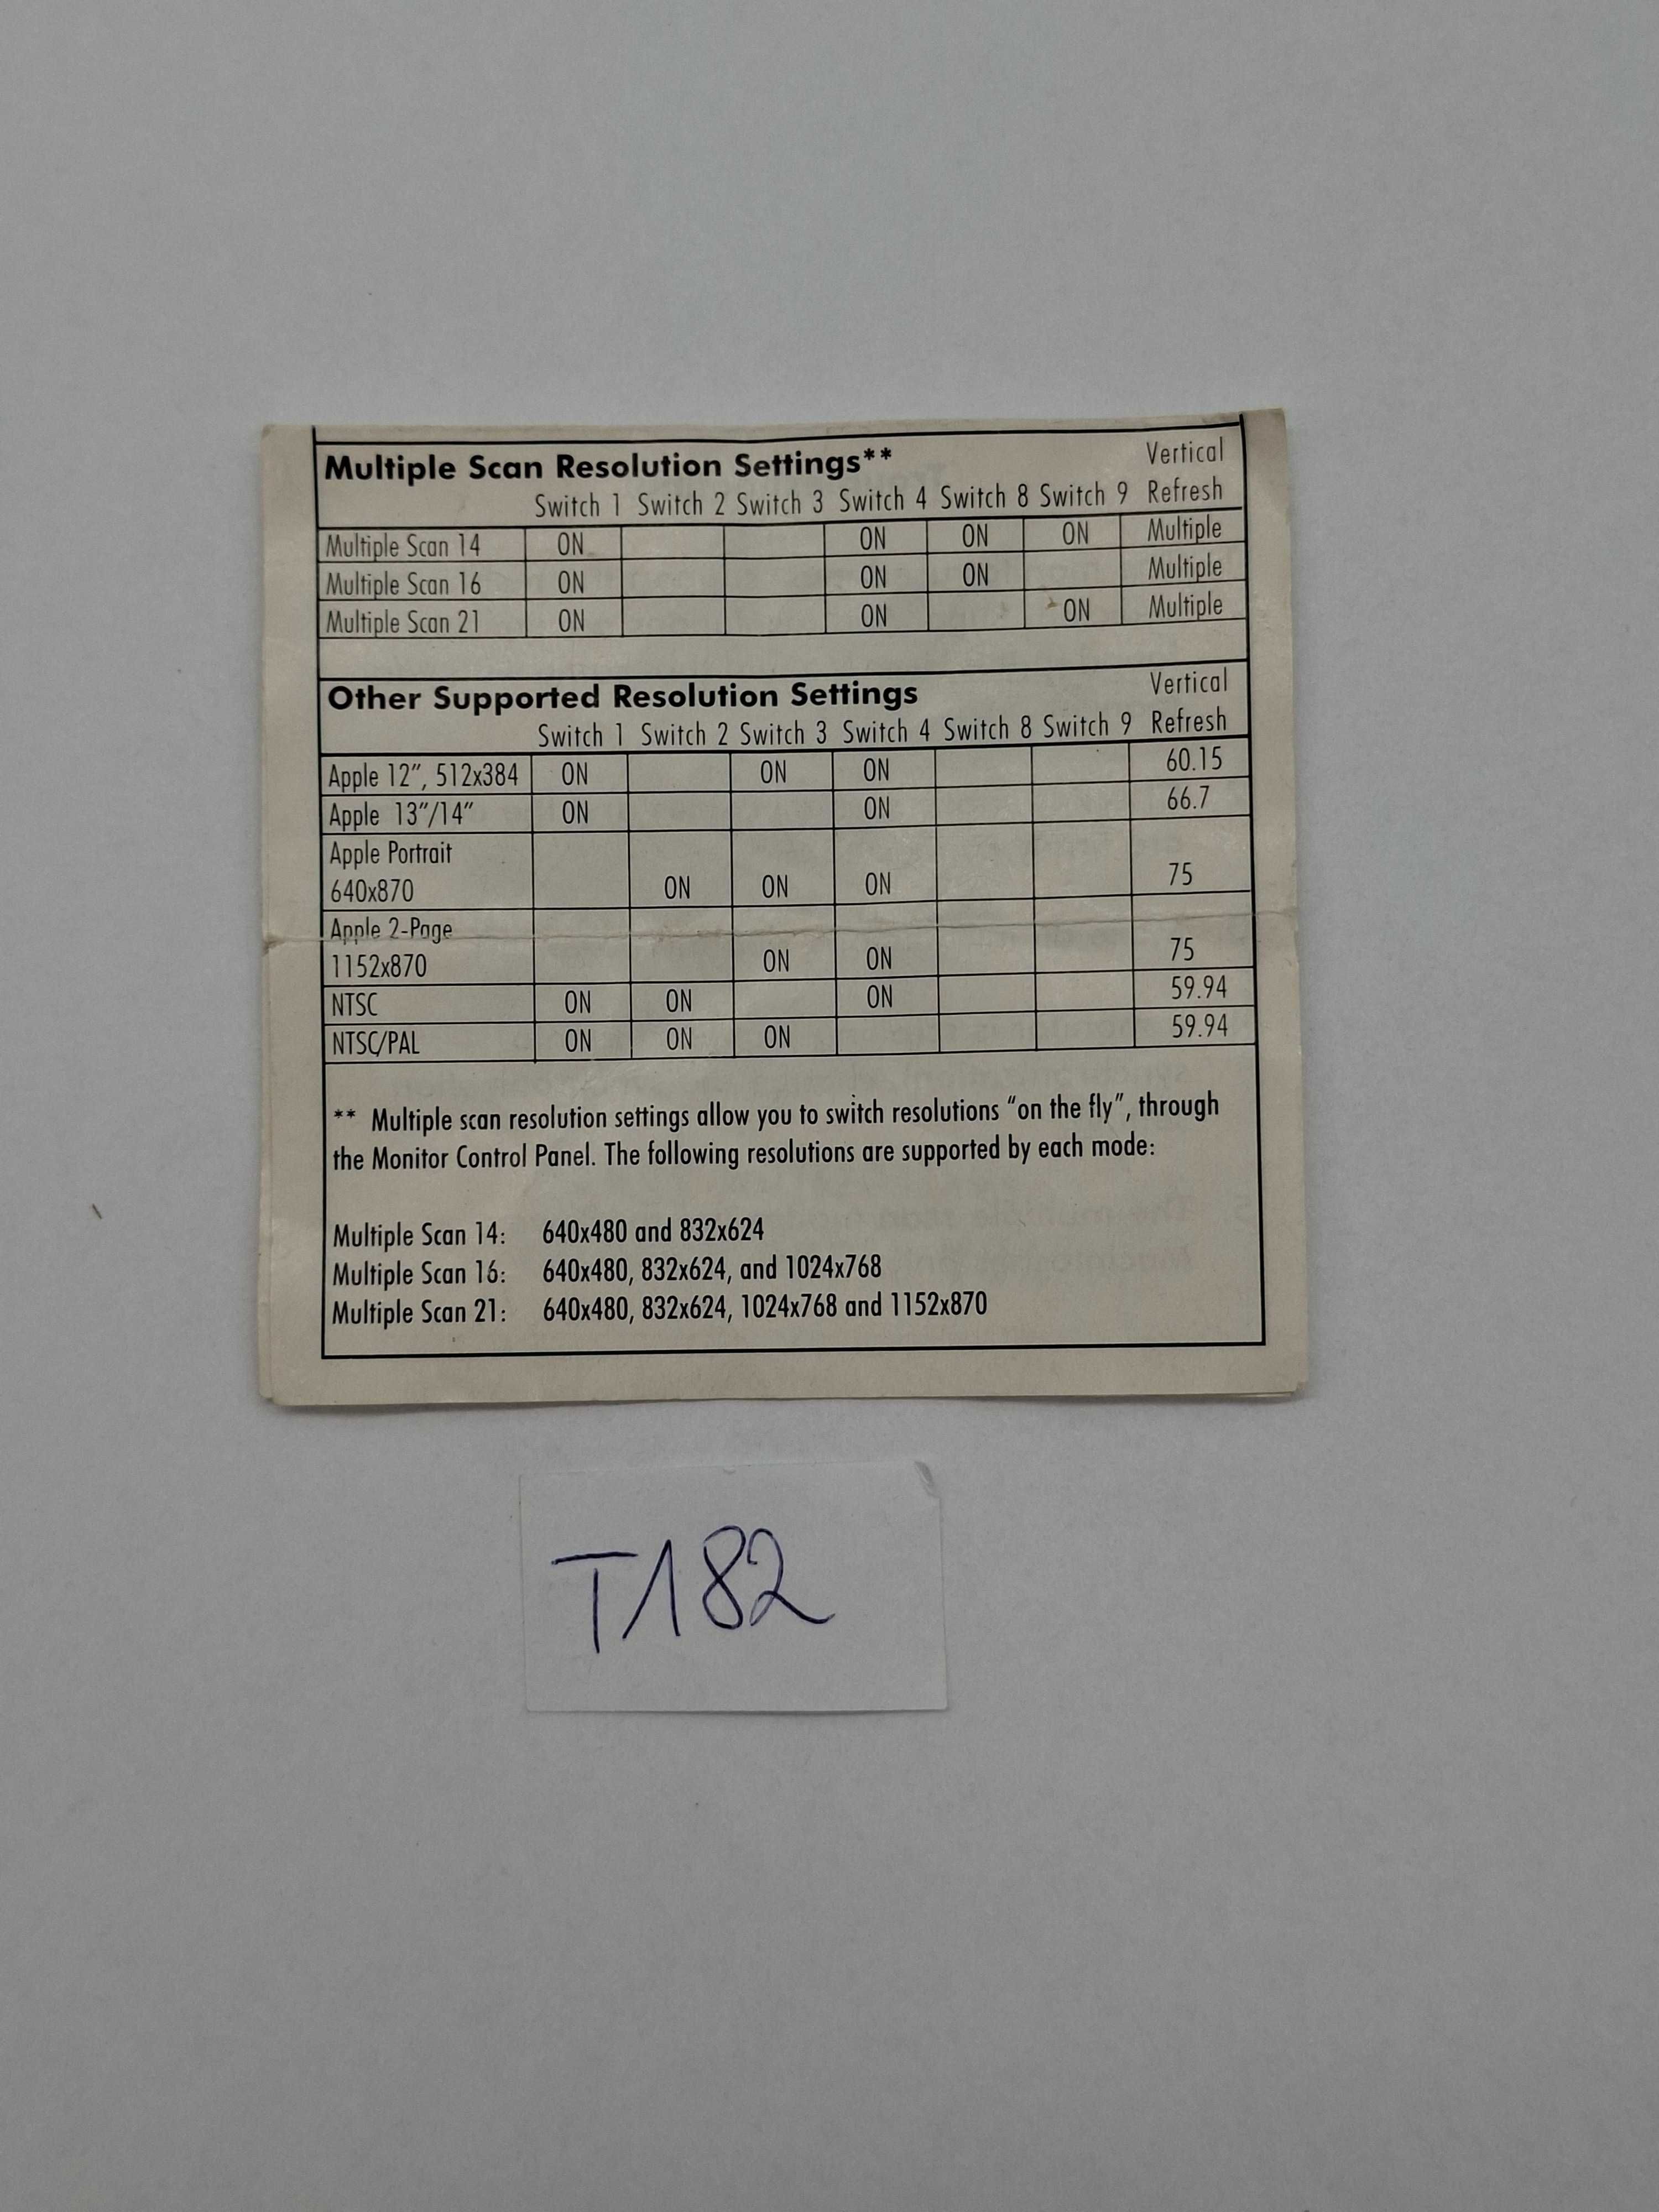 Multiple Scan Resolution Settings** Vertical
Switch 1 Switch 2 Switch 3 Switch 4 Switch 8 Switch 9 Refresh
Multiple Scan 14 ON ON ON ON Multiple
Multiple Scan 16 ON ON ON Multiple
Multiple Scan 21 ON ON ON Multiple
Other Supported Resolution Settings Vertical
Switch 1 Switch 2 Switch 3 Switch 4 Switch 8 Switch 9 Refresh
Apple 12", 512x384 ON ON ON 60.15
Apple 13"/14" ON ON 66.7
Apple Portrait
640x870 ON ON ON 75
Apple 2-Page
1152x870 ON ON 75
NTSC ON ON ON 59.94
NTSC/PAL ON ON ON 59.94
** Multiple scan resolution settings allow you to switch resolutions “on the fly”, through
the Monitor Control Panel. The following resolutions are supported by each mode:
Multiple Scan 14: 640x480 and 832x624
Multiple Scan 16: 640x480, 832x624, and 1024x768
Multiple Scan 21: 640x480, 832x624, 1024x768 and 1152x870
T182